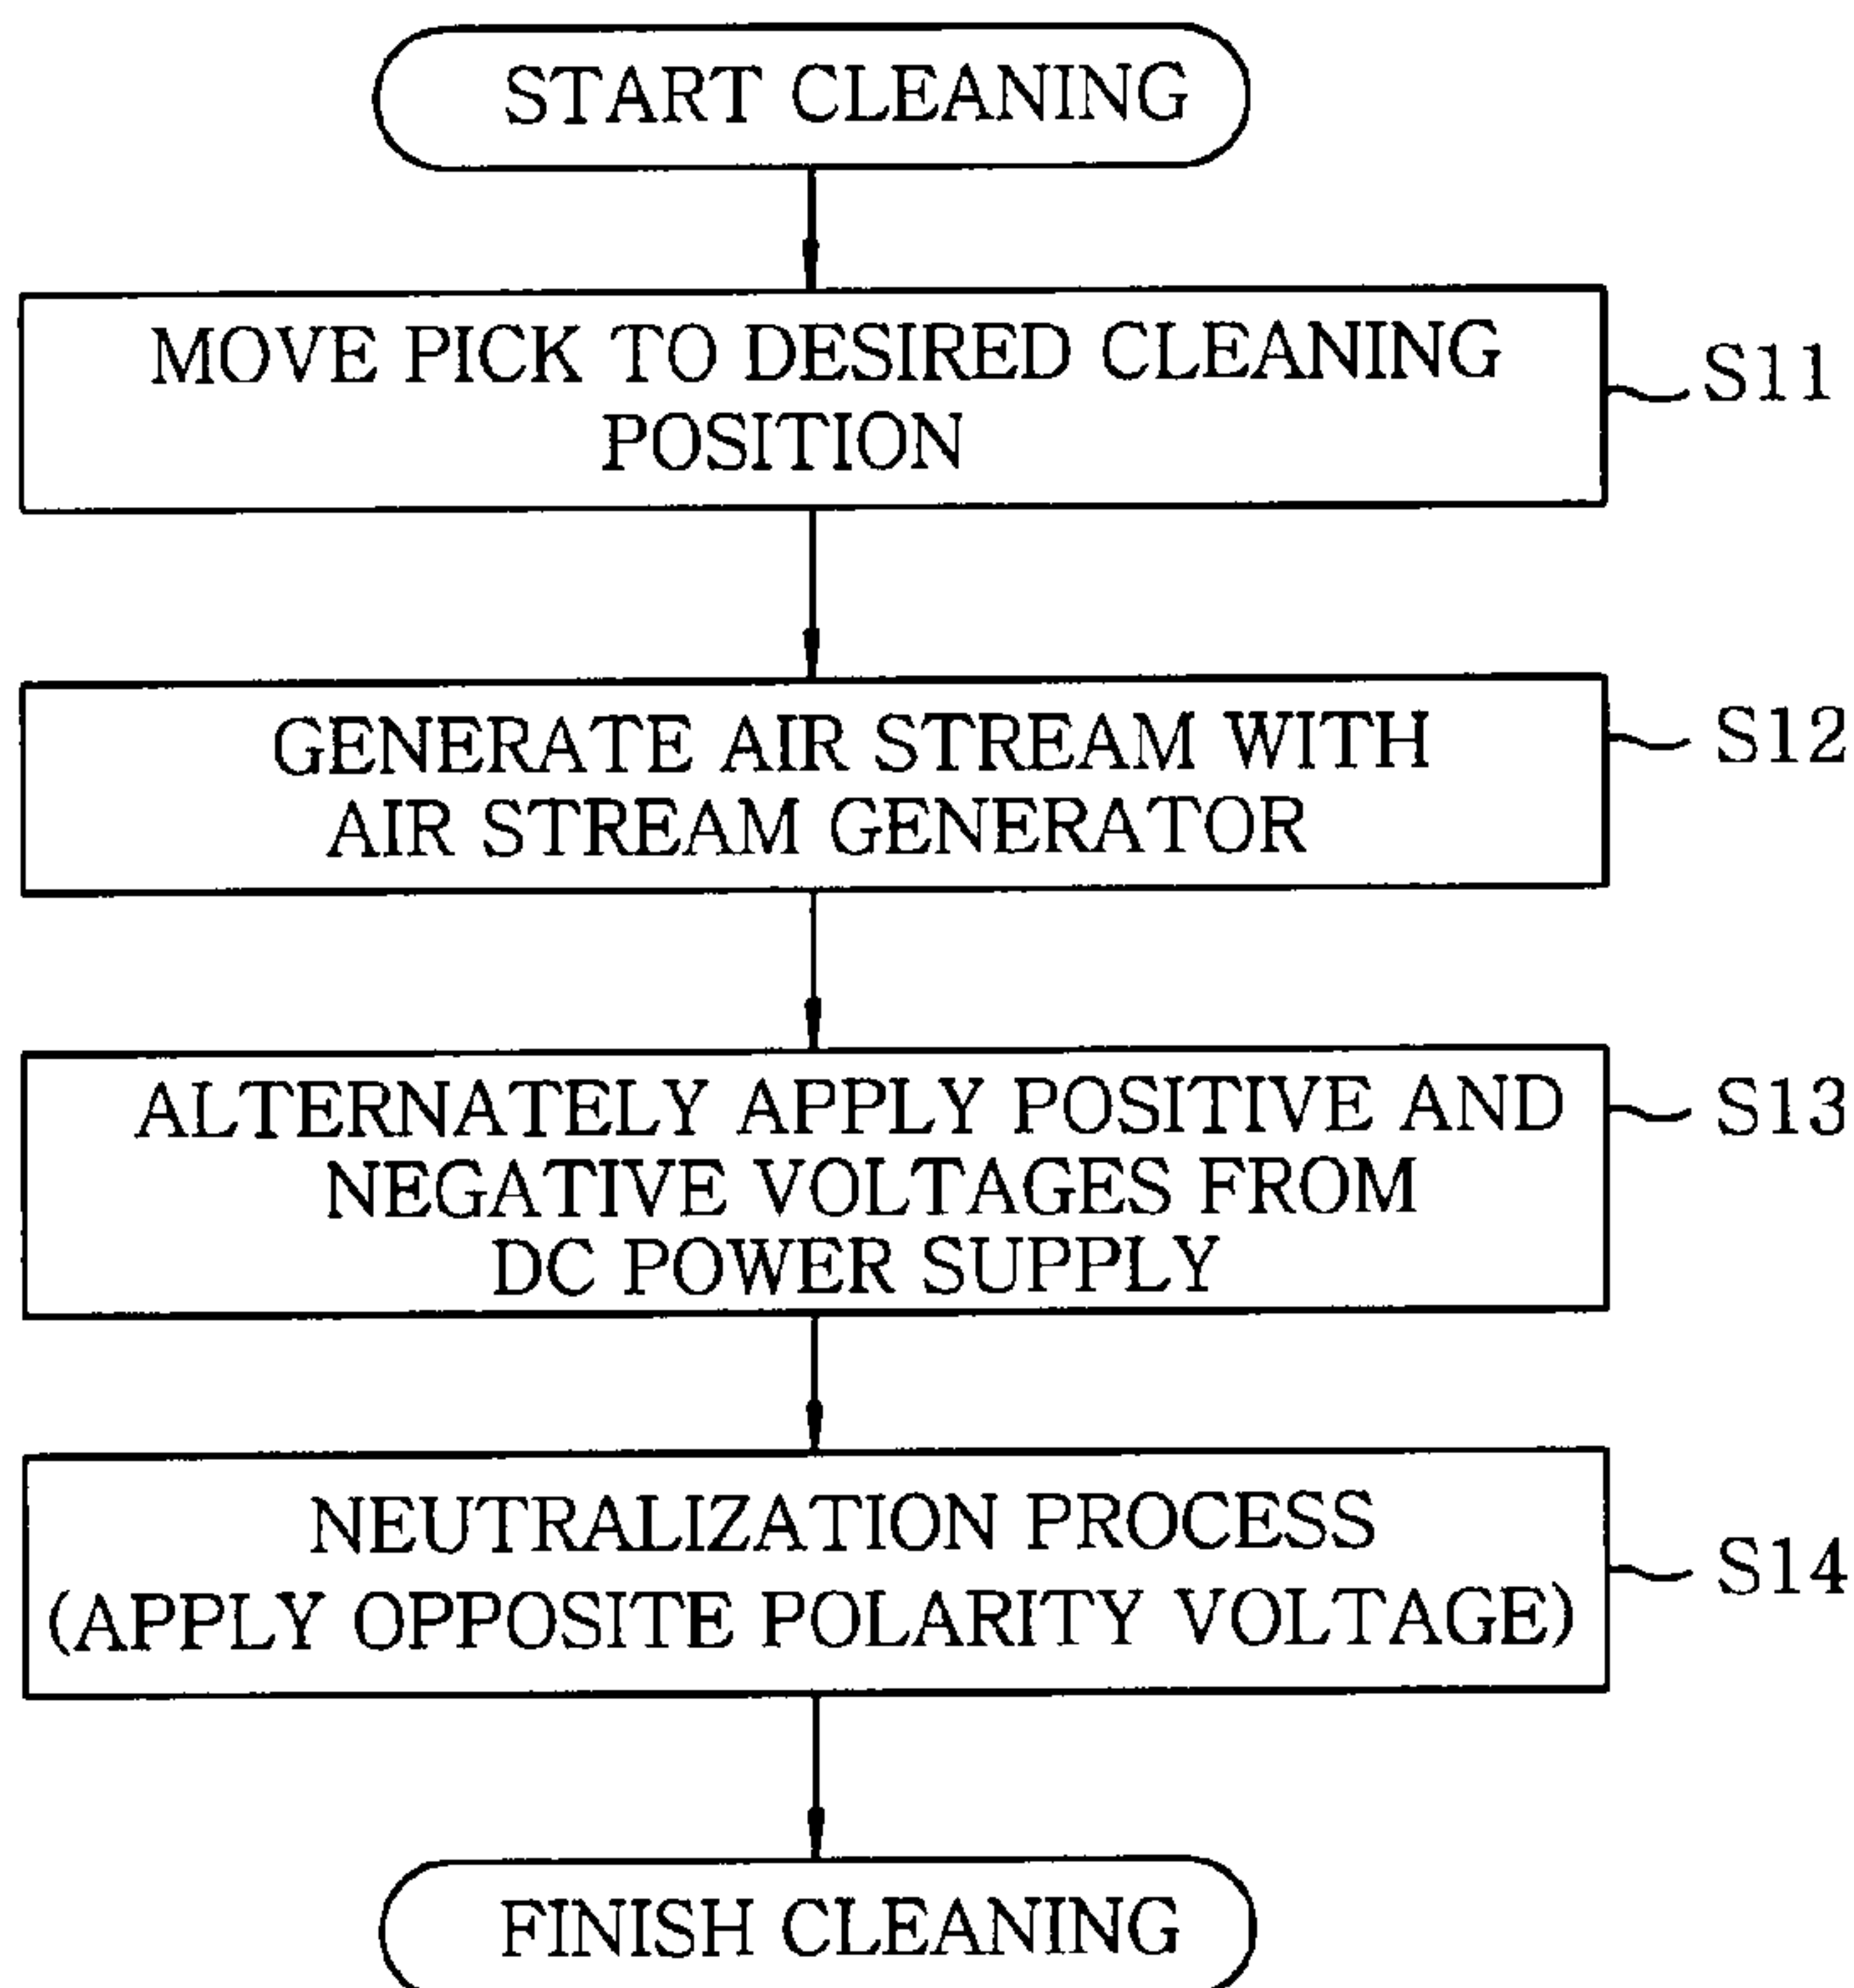 START CLEANING
MOVE PICK TO DESIRED CLEANING
POSITION
S11
GENERATE AIR STREAM WITH
AIR STREAM GENERATOR
S12
ALTERNATELY APPLY POSITIVE AND
NEGATIVE VOLTAGES FROM
DC POWER SUPPLY
S13
NEUTRALIZATION PROCESS
(APPLY OPPOSITE POLARITY VOLTAGE)
S14
FINISH CLEANING